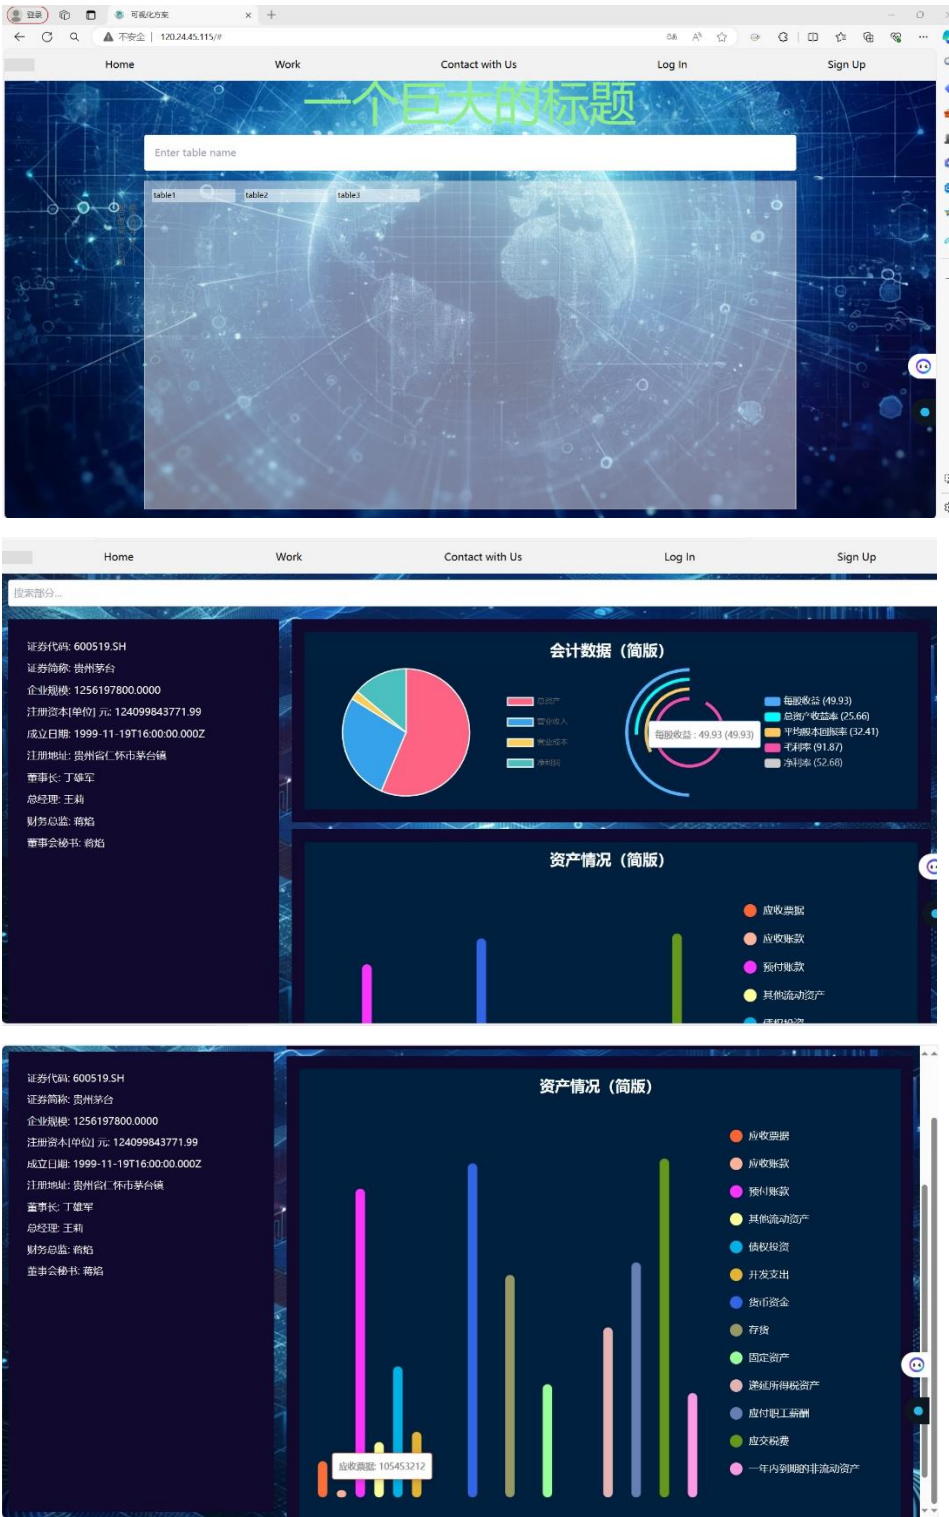 登录
可视化方案
不安全 | 120.24.45.115/#
Home Work Contact with Us Log In Sign Up
一个巨大的标题
Enter table name
table1 table2 table3
Home Work Contact with Us Log In Sign Up
搜索部分...
证券代码: 600519.SH
证券简称: 贵州茅台
企业规模: 1256197800.0000
注册资本[单位] 元: 124099843771.99
成立日期: 1999-11-19T16:00:00.000Z
注册地址: 贵州省仁怀市茅台镇
董事长: 丁雄军
总经理: 王莉
财务总监: 蒋焰
董事会秘书: 蒋焰
会计数据（简版）
总资产
营业收入
营业成本
净利润
每股收益 : 49.93 (49.93)
每股收益 (49.93)
总资产收益率 (25.66)
平均股本回报率 (32.41)
毛利率 (91.87)
净利率 (52.68)
资产情况（简版）
应收票据
应收账款
预付账款
其他流动资产
债权投资
证券代码: 600519.SH
证券简称: 贵州茅台
企业规模: 1256197800.0000
注册资本[单位] 元: 124099843771.99
成立日期: 1999-11-19T16:00:00.000Z
注册地址: 贵州省仁怀市茅台镇
董事长: 丁雄军
总经理: 王莉
财务总监: 蒋焰
董事会秘书: 蒋焰
资产情况（简版）
应收票据: 105453212
应收票据
应收账款
预付账款
其他流动资产
债权投资
开发支出
货币资金
存货
固定资产
递延所得税资产
应付职工薪酬
应交税费
一年内到期的非流动资产